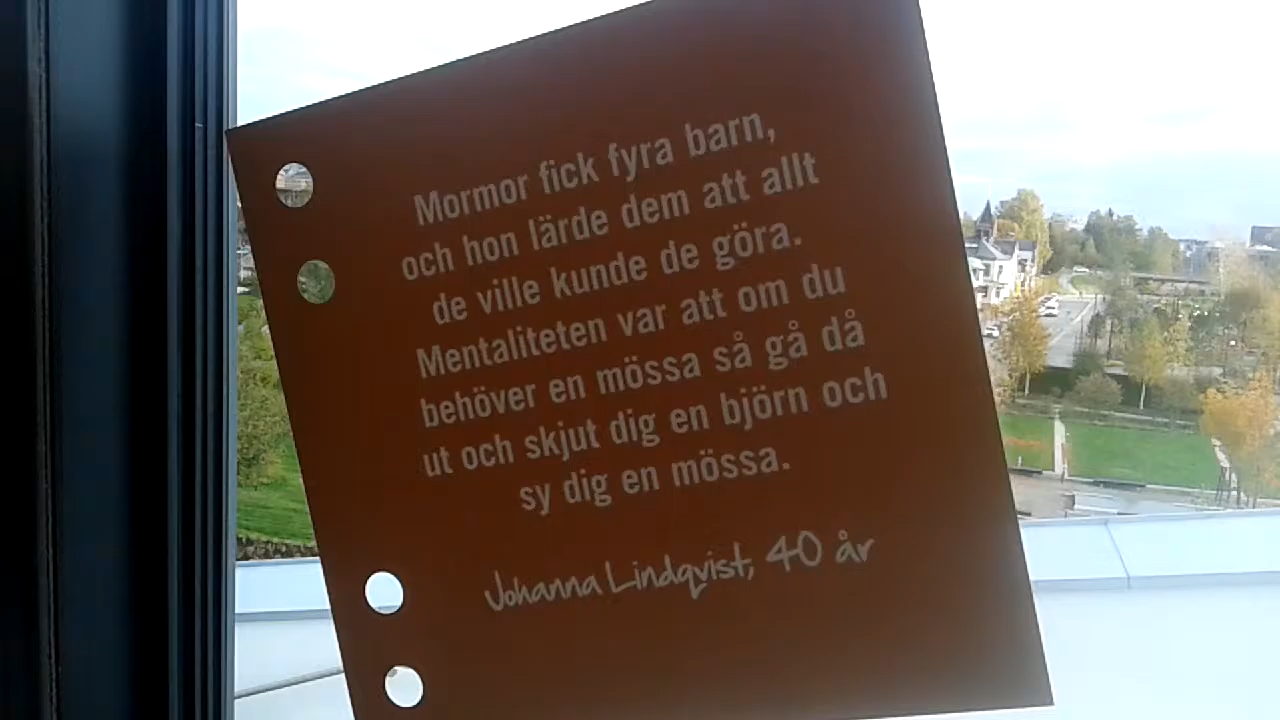 Mormor fick fyra barn,
och hon lärde dem att allt
de ville kunde de göra.
Mentaliteten var att om du
behöver en mössa så gå då
ut och skjut dig en björn och
sy dig en mössa.
Johanna Lindqvist, 40 år